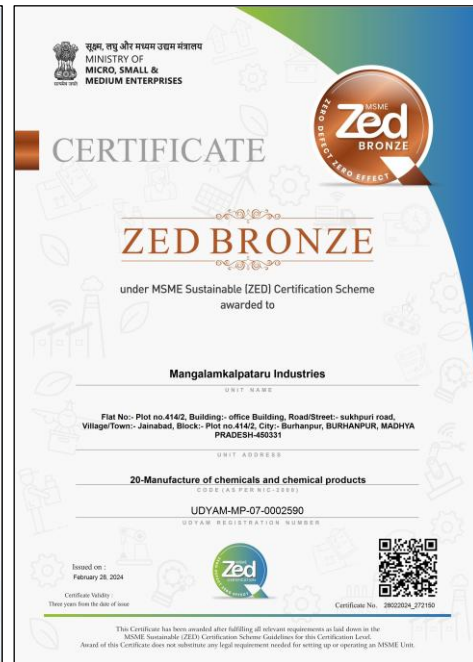 सूक्ष्म, लघु और मध्यम उद्यम मंत्रालय
MINISTRY OF
MICRO, SMALL &
MEDIUM ENTERPRISES
सत्यमेव जयते
MSME
Zed
BRONZE
ZERO DEFECT ZERO EFFECT
CERTIFICATE
ZED BRONZE
under MSME Sustainable (ZED) Certification Scheme
awarded to
Mangalamkalpataru Industries
UNIT NAME
Flat No:- Plot no.414/2, Building:- office Building, Road/Street:- sukhpuri road,
Village/Town:- Jainabad, Block:- Plot no.414/2, City:- Burhanpur, BURHANPUR, MADHYA
PRADESH-450331
UNIT ADDRESS
20-Manufacture of chemicals and chemical products
CODE (AS PER NIC-2008)
UDYAM-MP-07-0002590
UDYAM REGISTRATION NUMBER
Issued on :
February 28, 2024
Certificate Validity :
Three years from the date of issue
Zed
Certificate No. 28022024_272150
This Certificate has been awarded after fulfilling all relevant requirements as laid down in the
MSME Sustainable (ZED) Certification Scheme Guidelines for this Certification Level.
Award of this Certificate does not substitute any legal requirement needed for setting up or operating an MSME Unit.